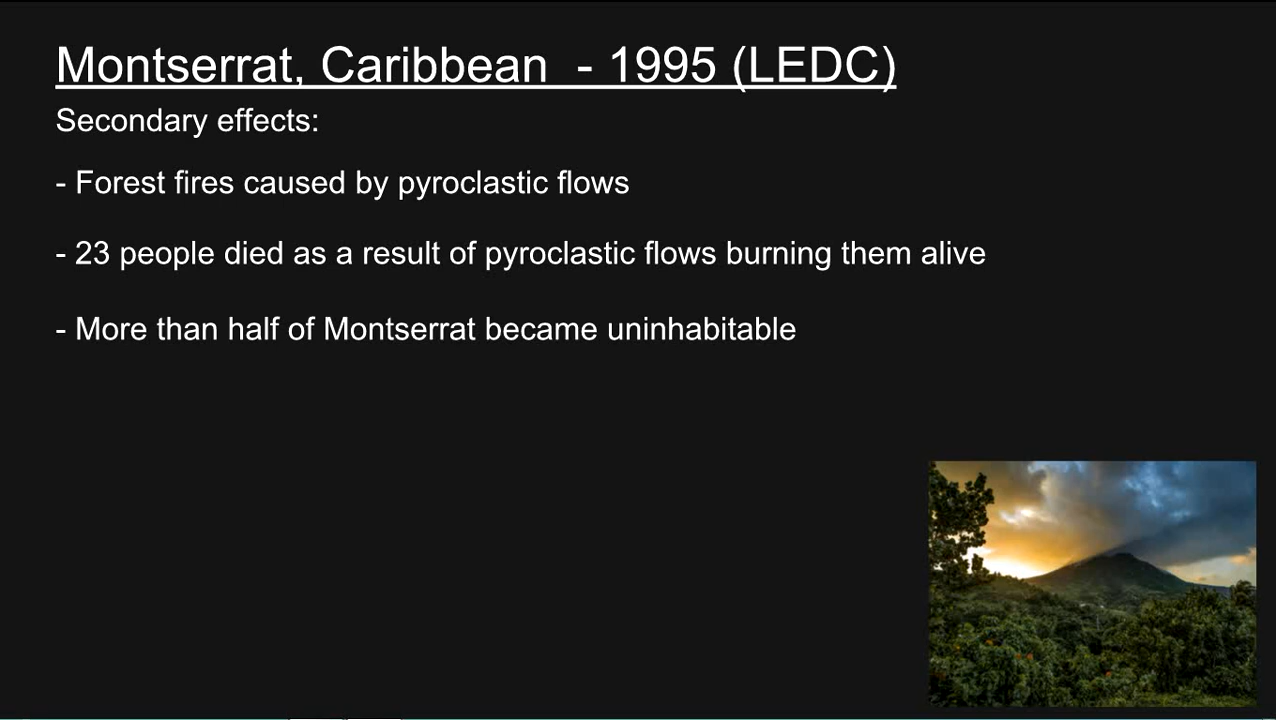 Montserrat, Caribbean  - 1995 (LEDC)
Secondary effects:
- Forest fires caused by pyroclastic flows
- 23 people died as a result of pyroclastic flows burning them alive
- More than half of Montserrat became uninhabitable